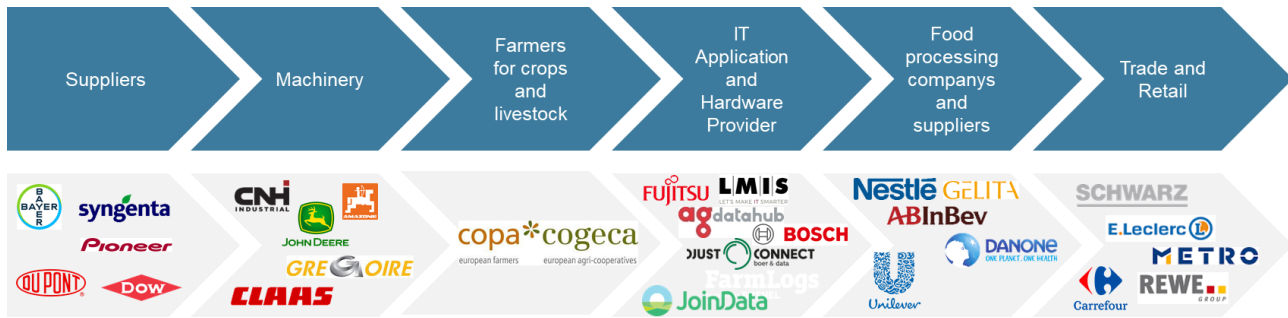 Suppliers
Machinery
Farmers
for crops
and
livestock
IT
Application
and
Hardware
Provider
Food
processing
companys
and
suppliers
Trade and
Retail
BAYER
BAYER
syngenta
PIONEER
DU PONT
Dow
CNH
INDUSTRIAL
AMAZONE
JOHN DEERE
GREGOIRE
CLAAS
copa*cogeca
european farmers european agri-cooperatives
FUJITSU
LMIS
LET'S MAKE IT SMARTER
agdatahub
BOSCH
DJUST CONNECT
boer & data
FarmLogs
JoinData
Nestlé
GELITA
ABInBev
DANONE
ONE PLANET. ONE HEALTH
Unilever
SCHWARZ
E.Leclerc L
METRO
Carrefour
REWE
GROUP